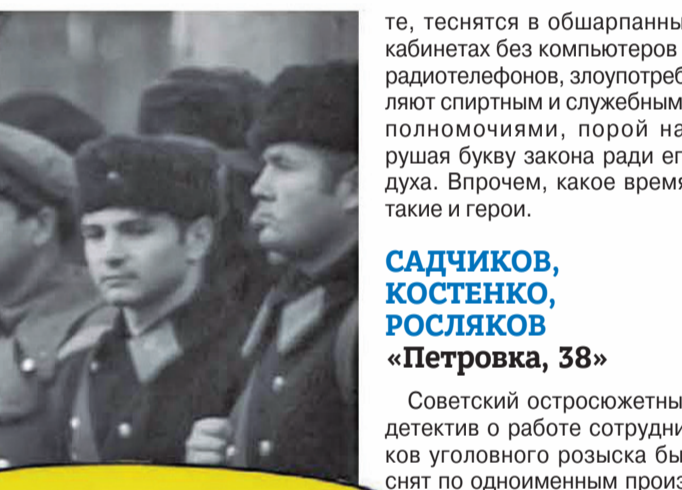 те, теснятся в обшарпанны
кабинетах без компьютеров
радиотелефонов, злоупотреб
ляют спиртным и служебным
полномочиями, порой на
рушая букву закона ради ег
духа. Впрочем, какое время
такие и герои.
САДЧИКОВ,
КОСТЕНКО,
РОСЛЯКОВ
«Петровка, 38»
Советский остросюжетны
детектив о работе сотрудни
ков уголовного розыска бы
снят по одноименным произ